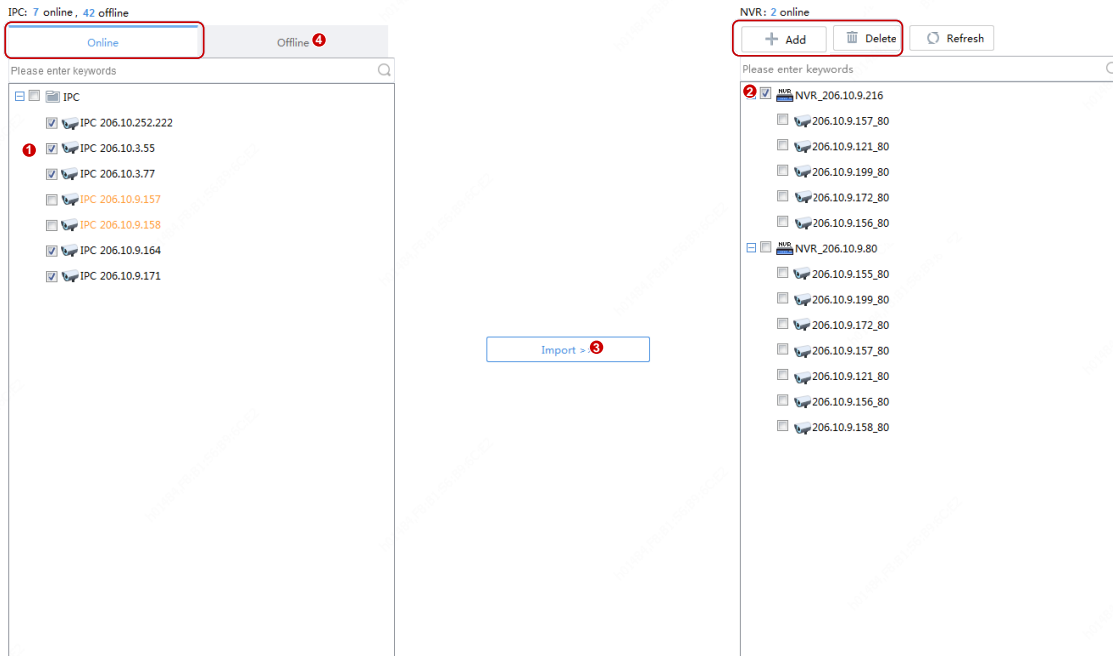 IPC: 7 online, 42 offline
Online
Offline 4
Please enter keywords
IPC
IPC 206.10.252.222
1 IPC 206.10.3.55
IPC 206.10.3.77
IPC 206.10.9.157
IPC 206.10.9.158
IPC 206.10.9.164
IPC 206.10.9.171
Import > 3
NVR: 2 online
Add
Delete
Refresh
Please enter keywords
2 NVR NVR_206.10.9.216
206.10.9.157_80
206.10.9.121_80
206.10.9.199_80
206.10.9.172_80
206.10.9.156_80
NVR NVR_206.10.9.80
206.10.9.155_80
206.10.9.199_80
206.10.9.172_80
206.10.9.157_80
206.10.9.121_80
206.10.9.156_80
206.10.9.158_80